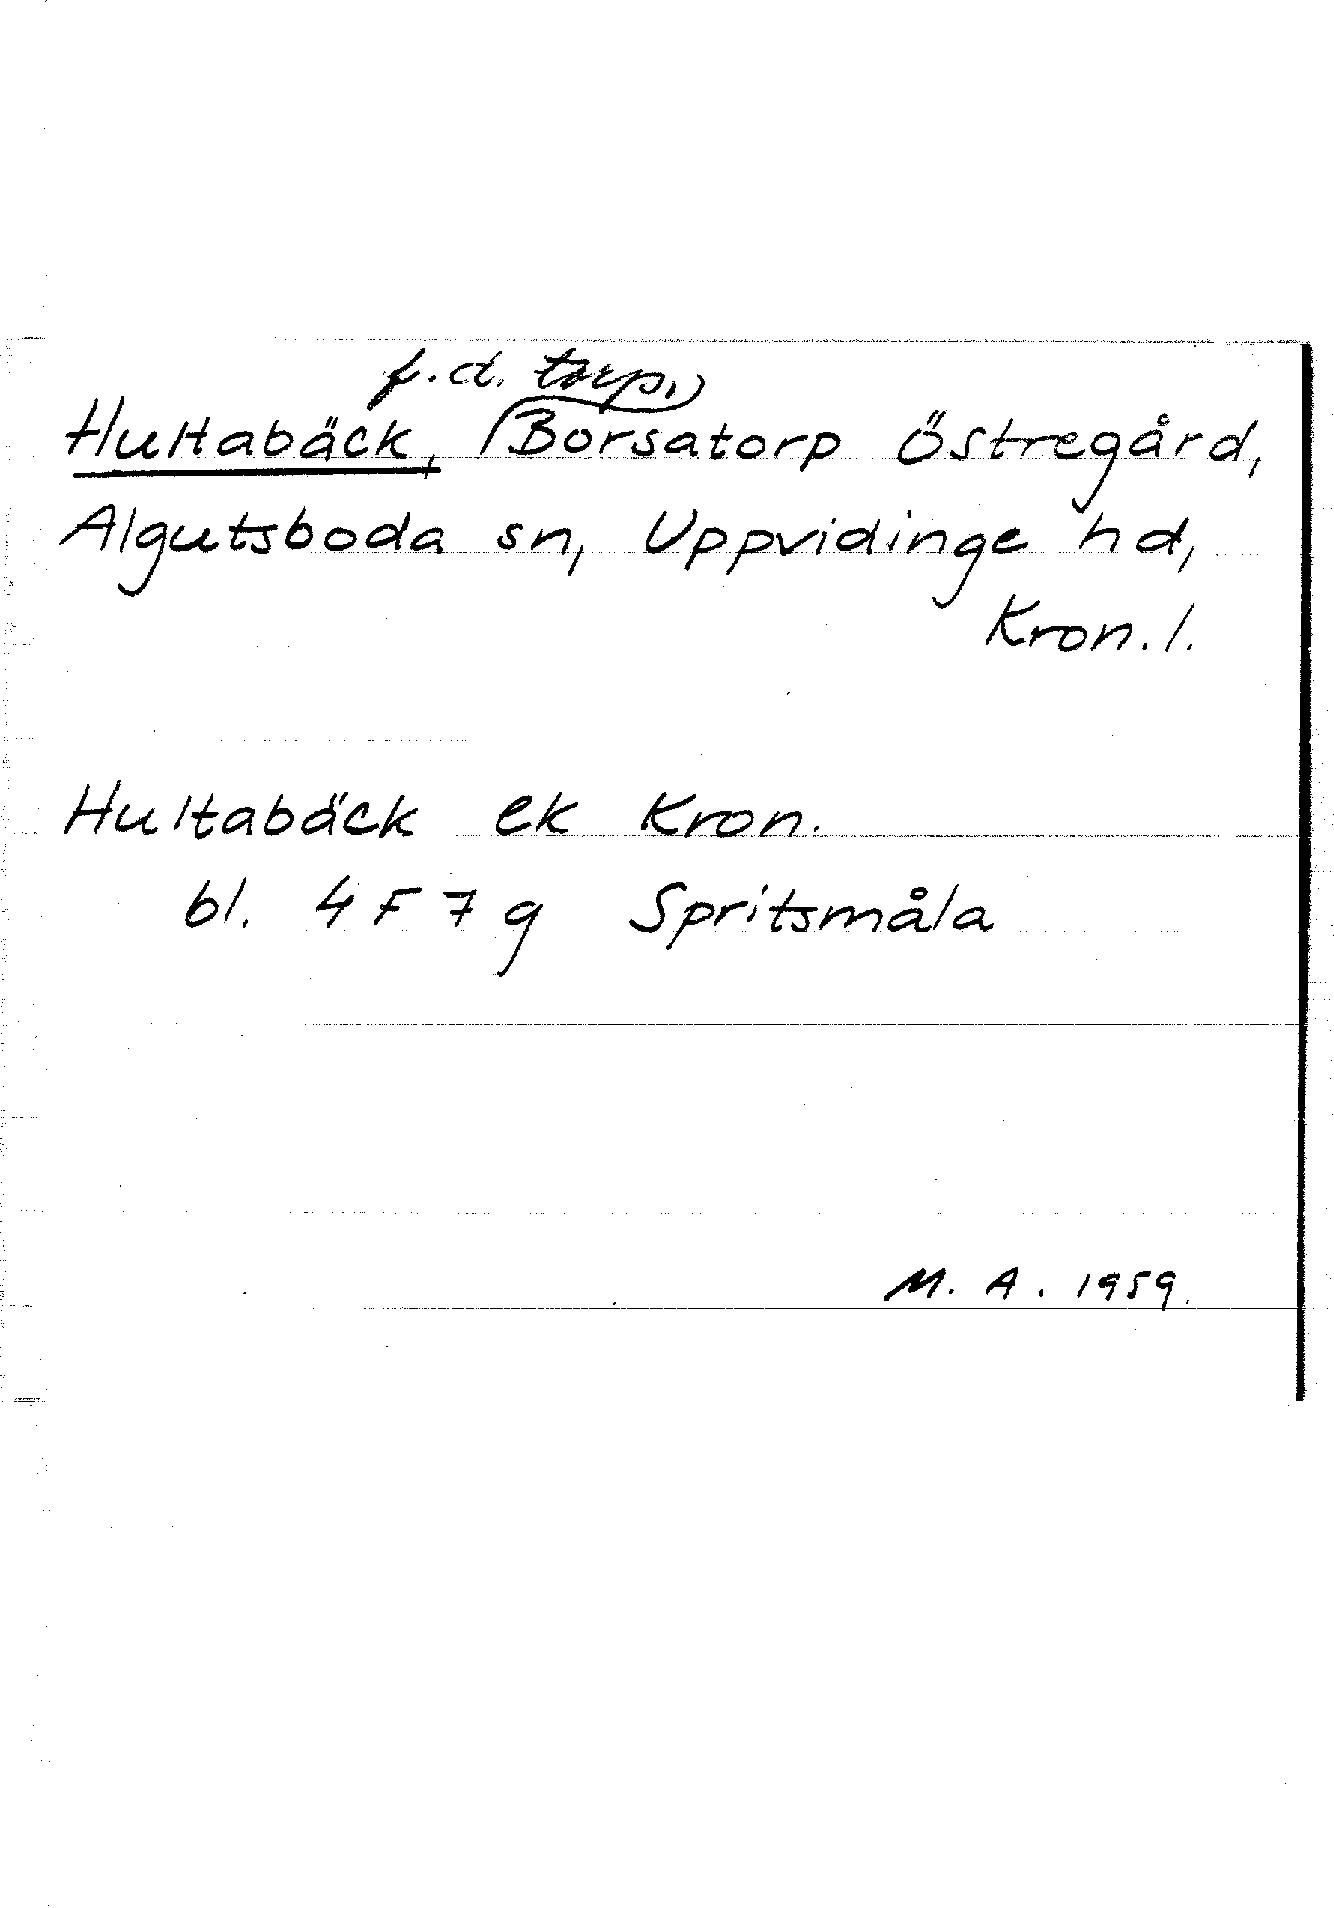 f.d. torp,
Hultabäck, Borsatorp Östregård,
Algutsboda sn, Uppvidinge hd,
Kron.l.
Hultabäck ek Kron.
bl. 4 F 7 g Spritsmåla
M. A. 1959.